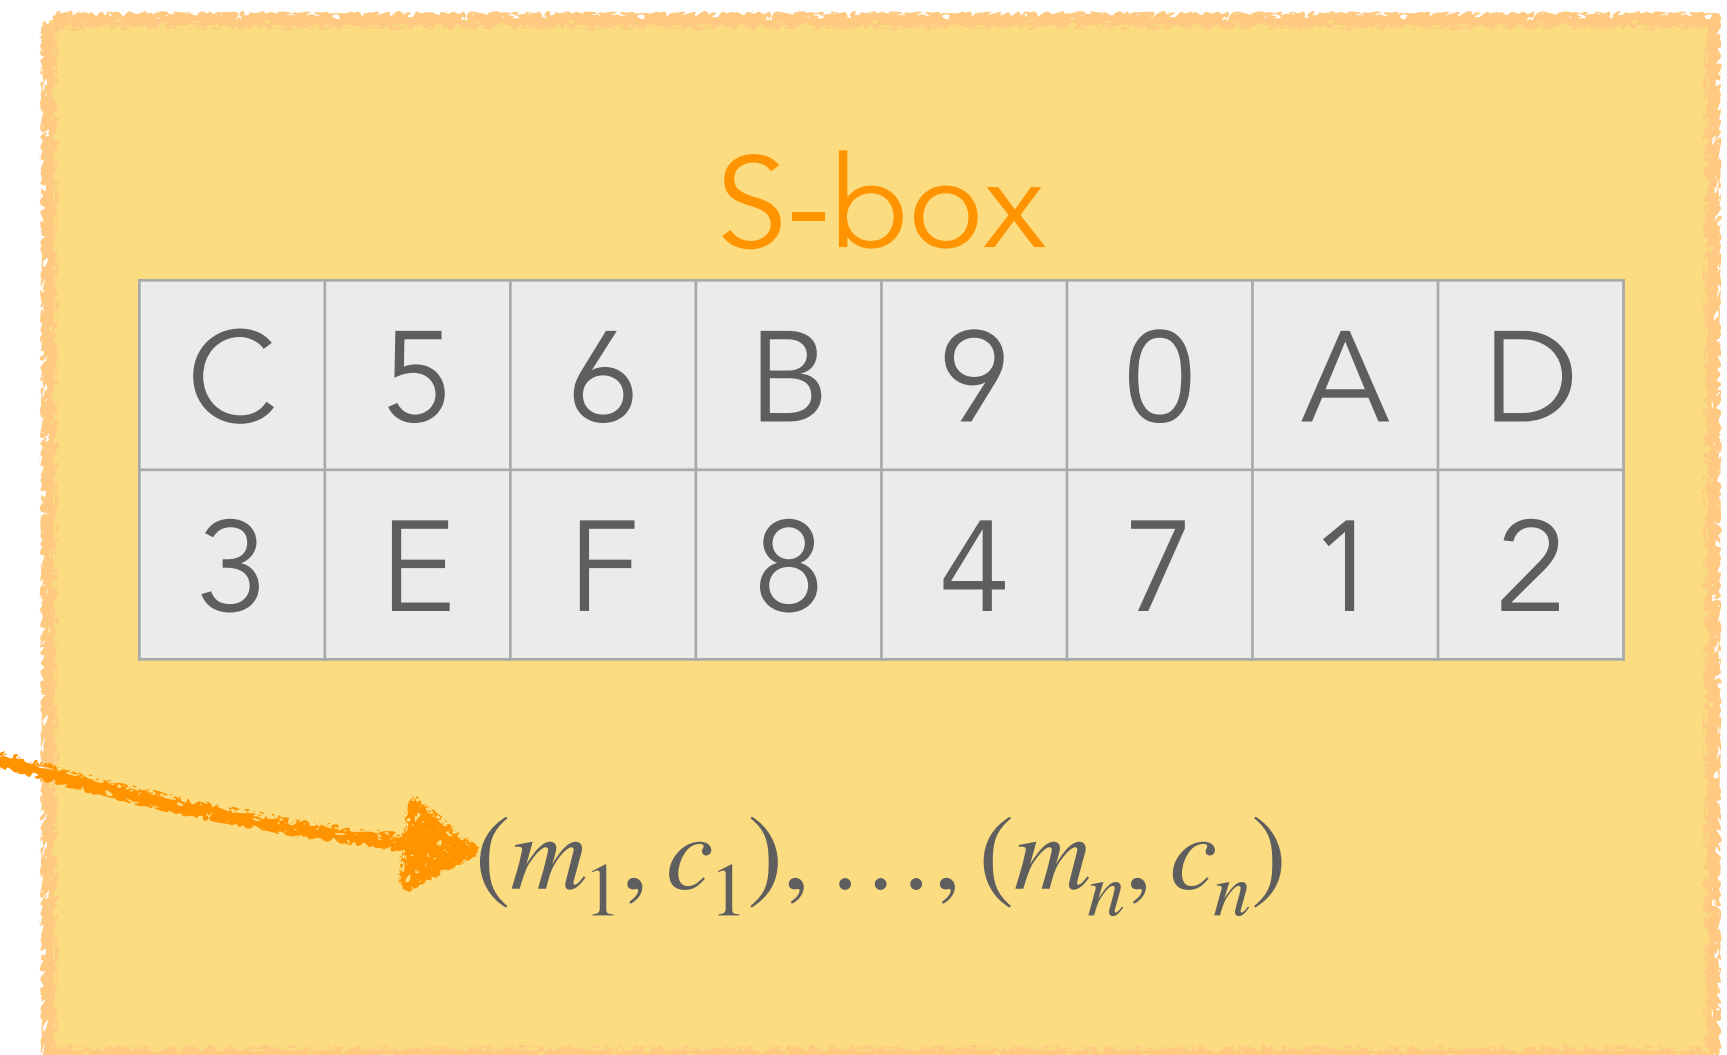 S-box
C 5 6 B 9 0 A D
3 E F 8 4 7 1 2
(m₁, c₁), …, (mₙ, cₙ)